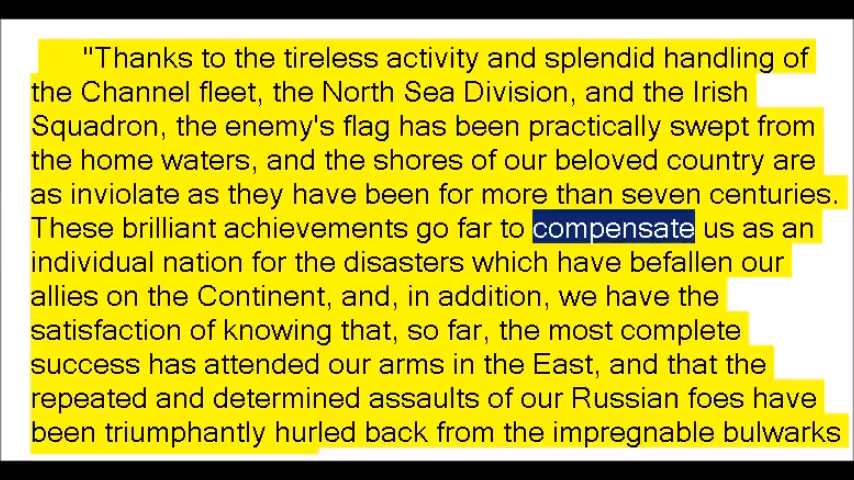 "Thanks to the tireless activity and splendid handling of
the Channel fleet, the North Sea Division, and the Irish
Squadron, the enemy's flag has been practically swept from
the home waters, and the shores of our beloved country are
as inviolate as they have been for more than seven centuries.
These brilliant achievements go far to compensate us as an
individual nation for the disasters which have befallen our
allies on the Continent, and, in addition, we have the
satisfaction of knowing that, so far, the most complete
success has attended our arms in the East, and that the
repeated and determined assaults of our Russian foes have
been triumphantly hurled back from the impregnable bulwarks